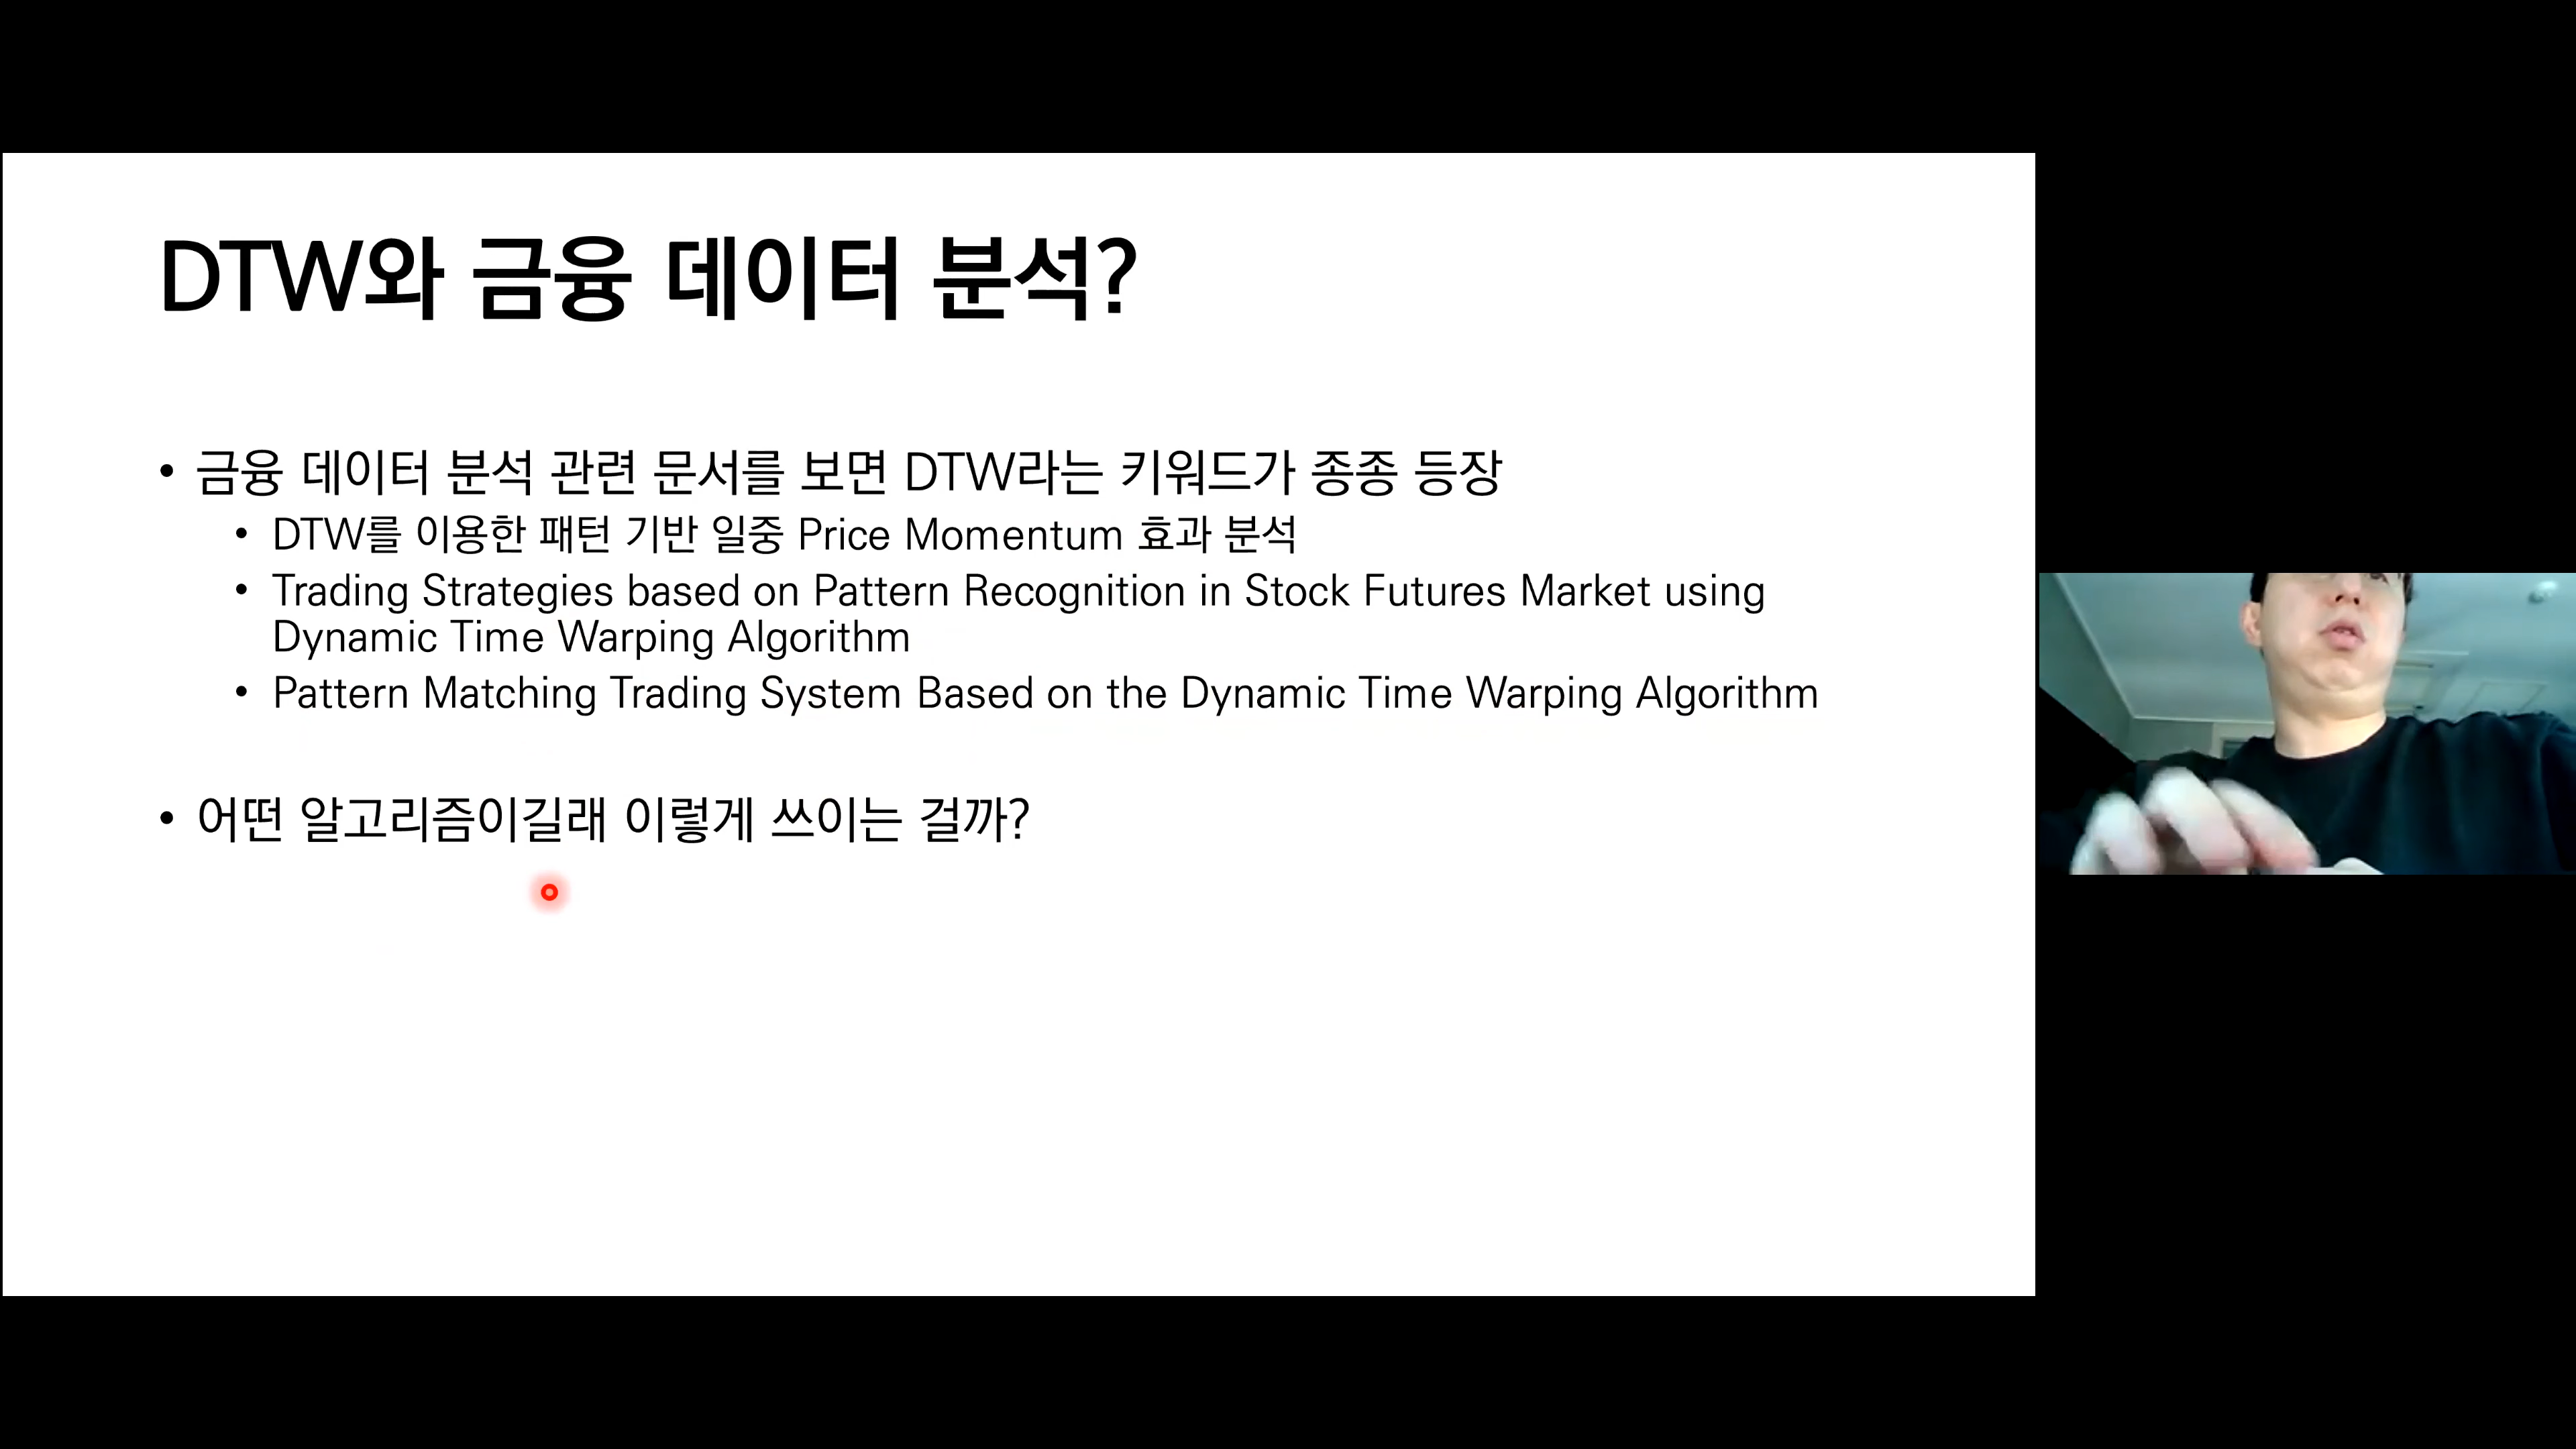 DTW와 금융 데이터 분석?
• 금융 데이터 분석 관련 문서를 보면 DTW라는 키워드가 종종 등장
• DTW를 이용한 패턴 기반 일중 Price Momentum 효과 분석
• Trading Strategies based on Pattern Recognition in Stock Futures Market using
Dynamic Time Warping Algorithm
• Pattern Matching Trading System Based on the Dynamic Time Warping Algorithm
• 어떤 알고리즘이길래 이렇게 쓰이는 걸까?